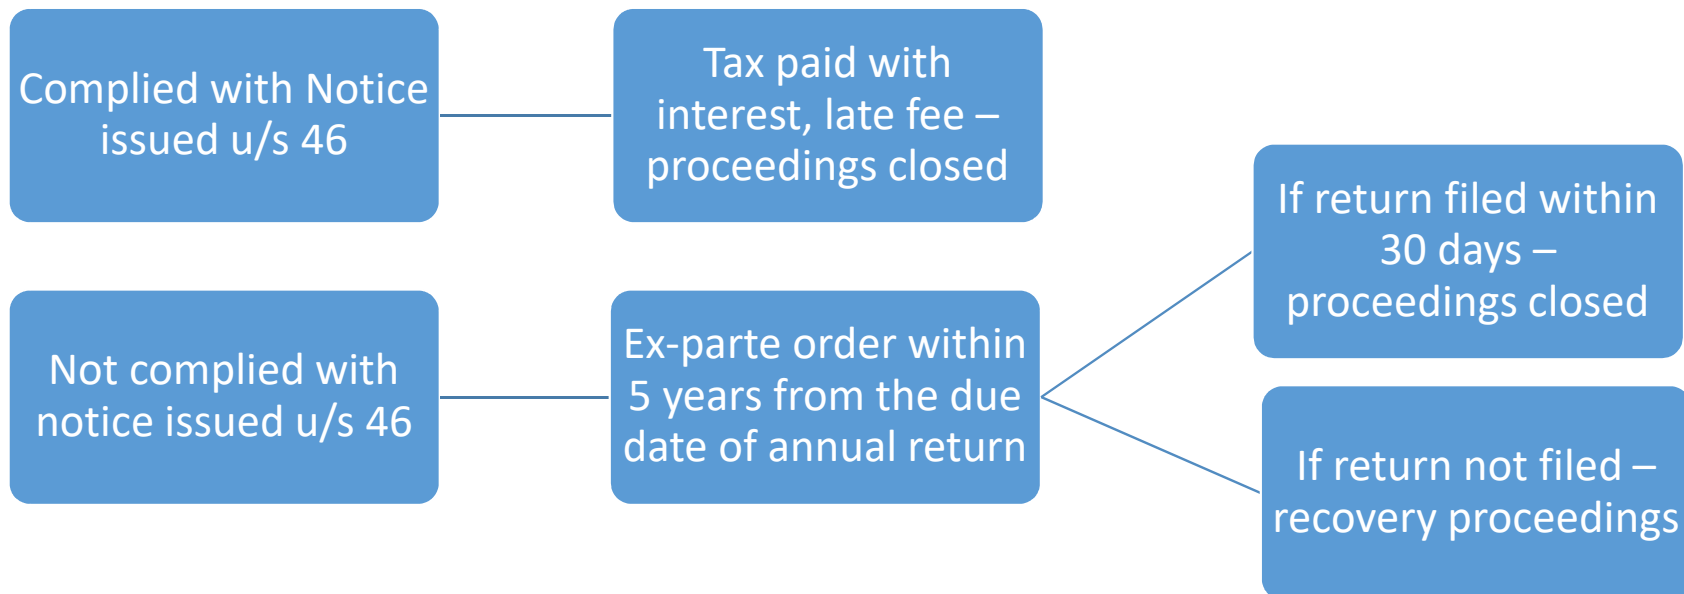 Complied with Notice
issued u/s 46
Tax paid with
interest, late fee –
proceedings closed
Not complied with
notice issued u/s 46
Ex-parte order within
5 years from the due
date of annual return
If return filed within
30 days –
proceedings closed
If return not filed –
recovery proceedings